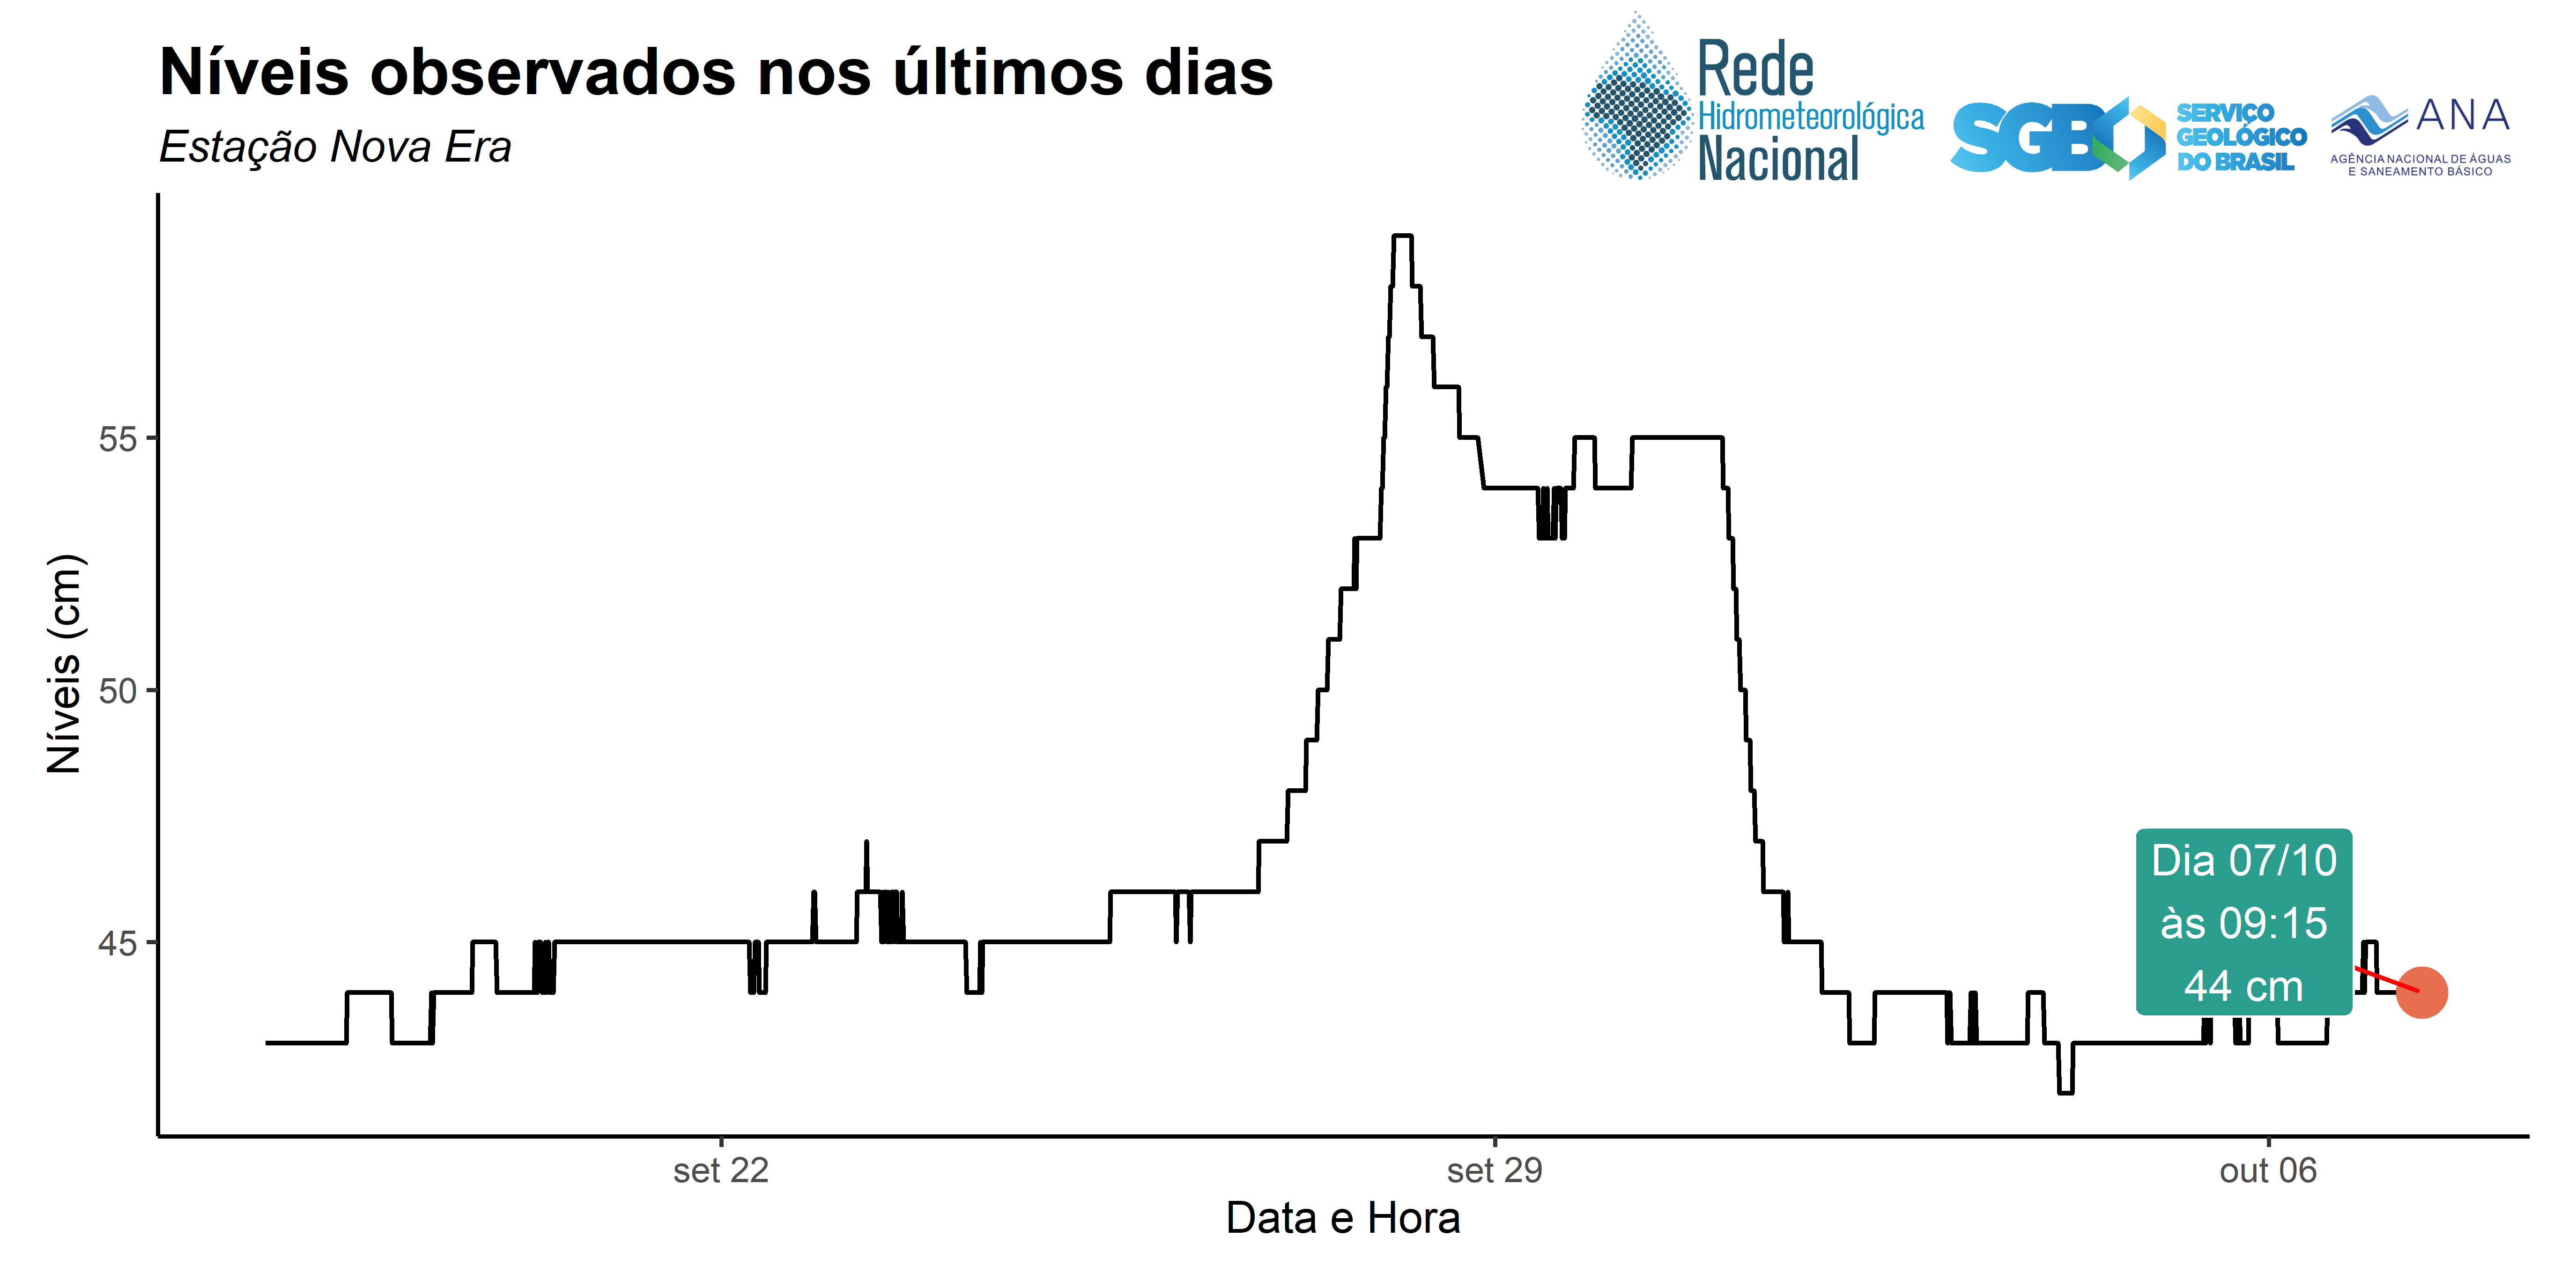 Níveis observados nos últimos dias
Estação Nova Era
Rede
Hidrometeorológica
Nacional
SGB
SERVIÇO
GEOLÓGICO
DO BRASIL
ANA
AGÊNCIA NACIONAL DE ÁGUAS
E SANEAMENTO BÁSICO
Níveis (cm)
55
50
45
Dia 07/10
às 09:15
44 cm
set 22
set 29
out 06
Data e Hora